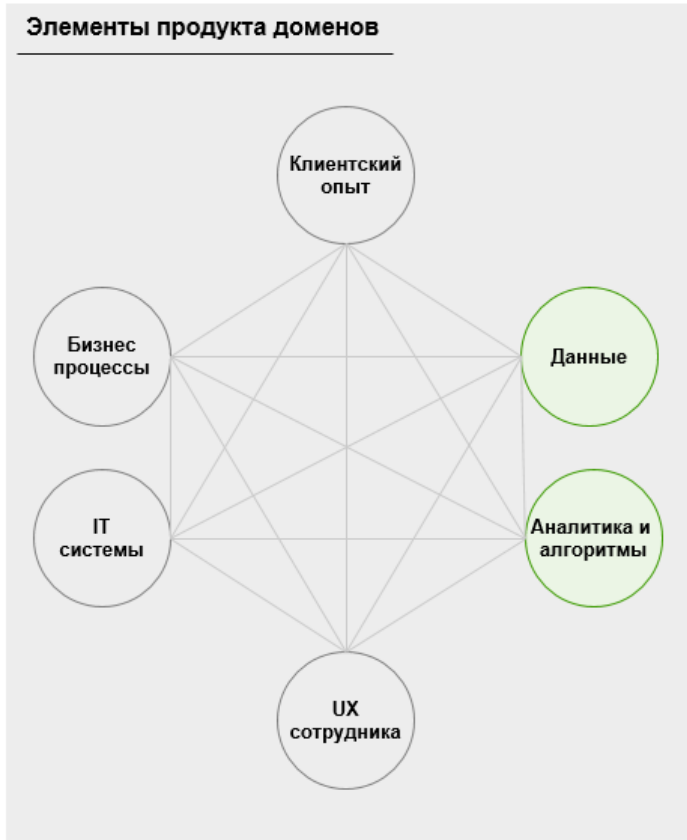 Элементы продукта доменов
Клиентский
опыт
Бизнес
процессы
Данные
IT
системы
Аналитика и
алгоритмы
UX
сотрудника